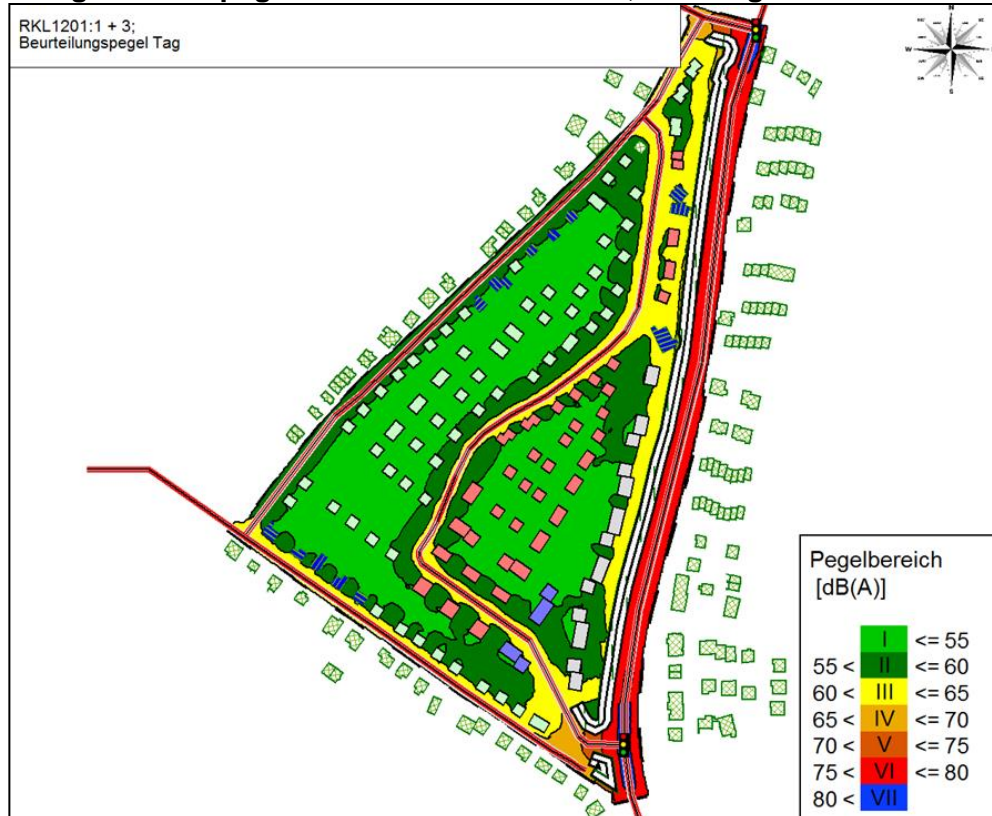 RKL1201:1 + 3;
Beurteilungspegel Tag
N
W
S
Pegelbereich
[dB(A)]
I <= 55
55 < II <= 60
60 < III <= 65
65 < IV <= 70
70 < V <= 75
75 < VI <= 80
80 < VII